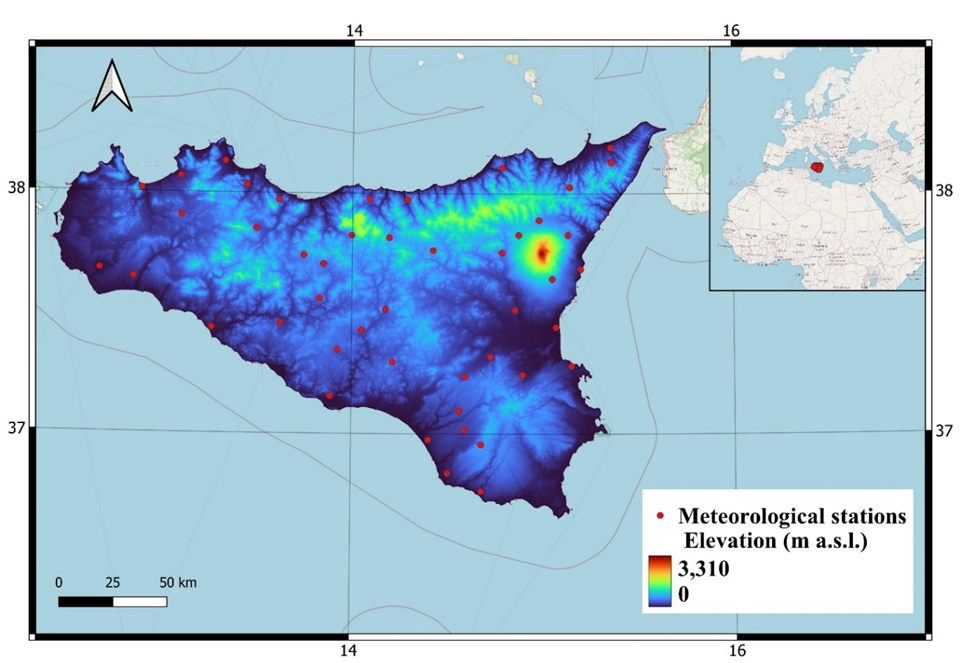 14 16
38 38
37 37
Meteorological stations
Elevation (m a.s.l.)
3,310
0
0 25 50 km
14 16